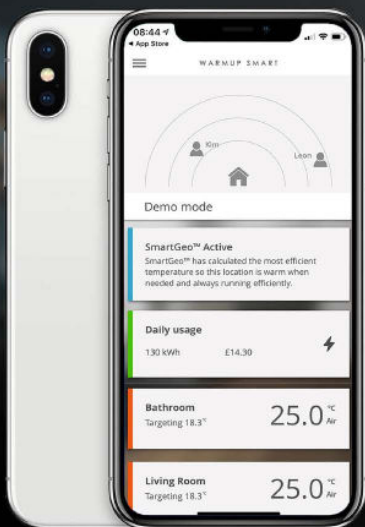 08:44
App Store
WARMUP SMART
Kim
Leon
Demo mode
SmartGeo™ Active
SmartGeo™ has calculated the most efficient
temperature so this location is warm when
needed and always running efficiently.
Daily usage
130 kWh £14.30
Bathroom
Targeting 18.3°
25.0 °C Air
Living Room
Targeting 18.3°
25.0 °C Air